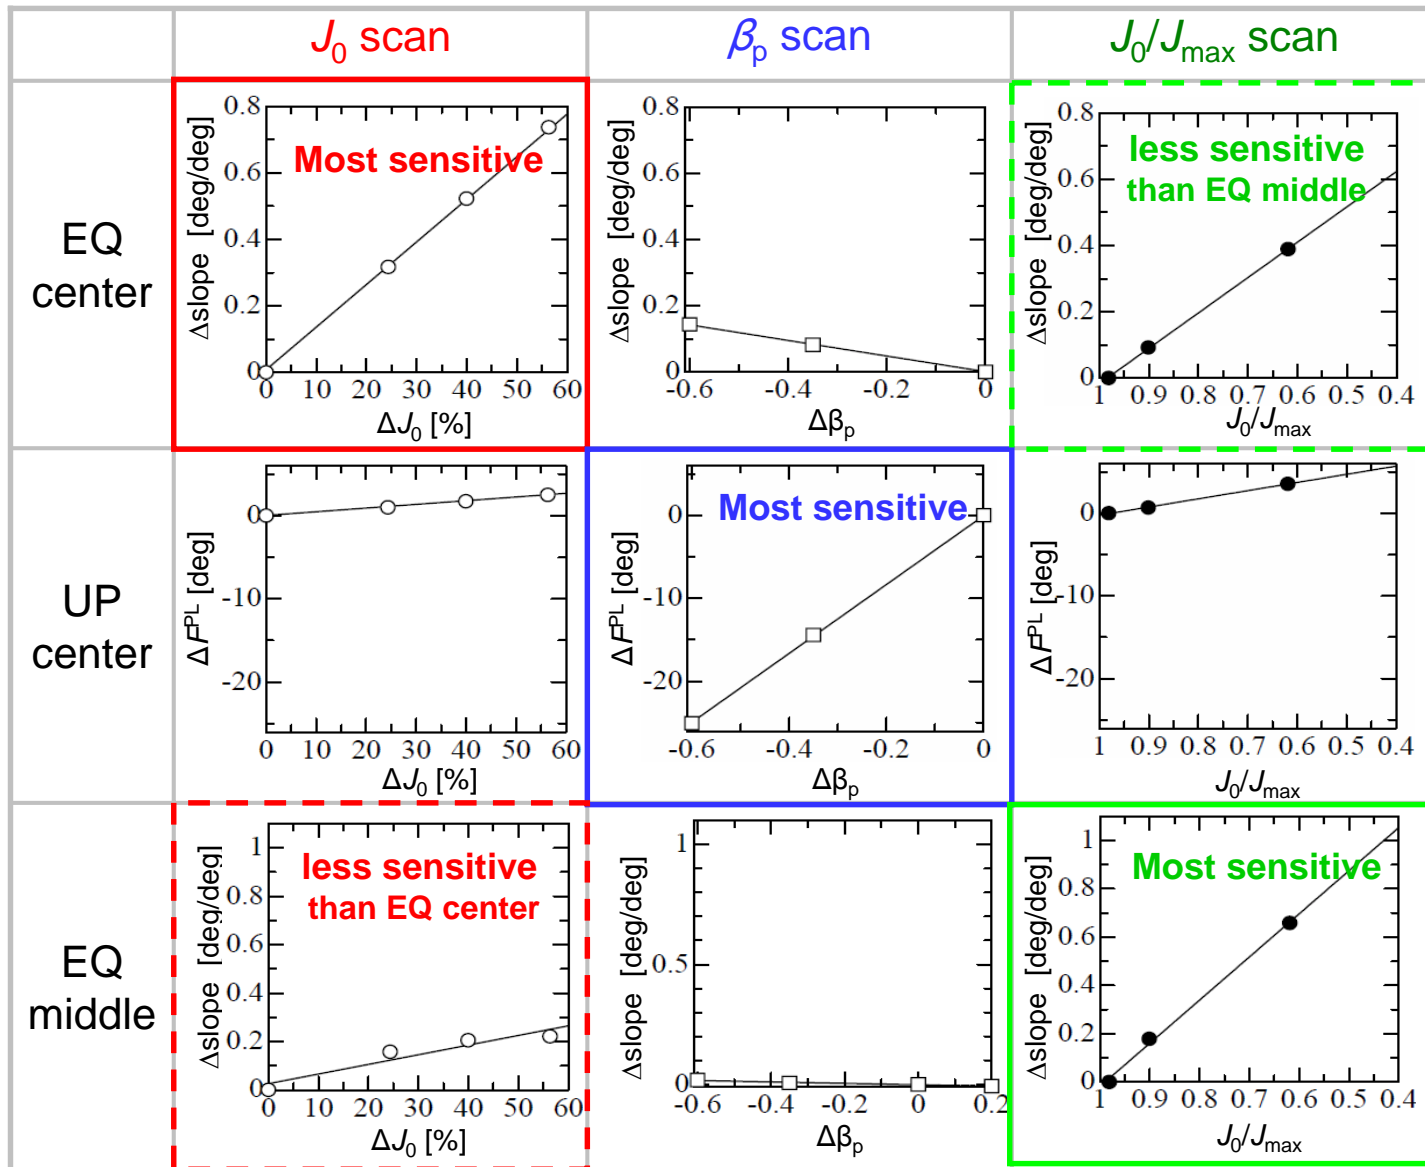 J₀ scan
βₚ scan
J₀/Jmax scan
EQ
center
Δslope [deg/deg]
0.8
0.6
0.4
0.2
0
Most sensitive
0 10 20 30 40 50 60
ΔJ₀ [%]
Δslope [deg/deg]
0.8
0.6
0.4
0.2
0
-0.6 -0.4 -0.2 0
Δβₚ
Δslope [deg/deg]
0.8
0.6
0.4
0.2
0
less sensitive
than EQ middle
1 0.9 0.8 0.7 0.6 0.5 0.4
J₀/Jmax
UP
center
ΔF^PL [deg]
0
-10
-20
0 10 20 30 40 50 60
ΔJ₀ [%]
ΔF^PL [deg]
0
-10
-20
Most sensitive
-0.6 -0.4 -0.2 0
Δβₚ
ΔF^PL [deg]
0
-10
-20
1 0.9 0.8 0.7 0.6 0.5 0.4
J₀/Jmax
EQ
middle
Δslope [deg/deg]
1
0.8
0.6
0.4
0.2
0
less sensitive
than EQ center
0 10 20 30 40 50 60
ΔJ₀ [%]
Δslope [deg/deg]
1
0.5
0
-0.6 -0.4 -0.2 0 0.2
Δβₚ
Δslope [deg/deg]
1
0.8
0.6
0.4
0.2
0
Most sensitive
1 0.9 0.8 0.7 0.6 0.5 0.4
J₀/Jmax